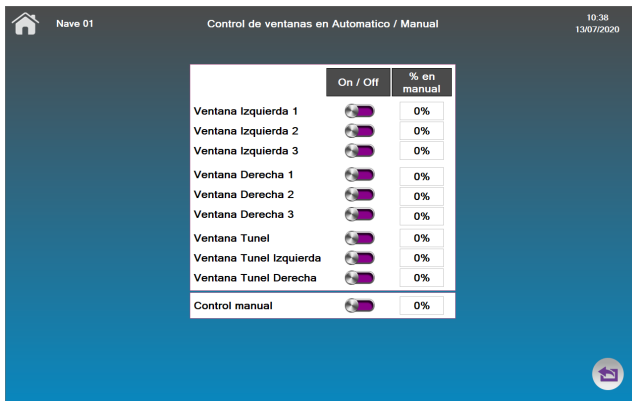 Nave 01
Control de ventanas en Automatico / Manual
10:38
13/07/2020
On / Off
% en
manual
Ventana Izquierda 1 0%
Ventana Izquierda 2 0%
Ventana Izquierda 3 0%
Ventana Derecha 1 0%
Ventana Derecha 2 0%
Ventana Derecha 3 0%
Ventana Tunel 0%
Ventana Tunel Izquierda 0%
Ventana Tunel Derecha 0%
Control manual 0%